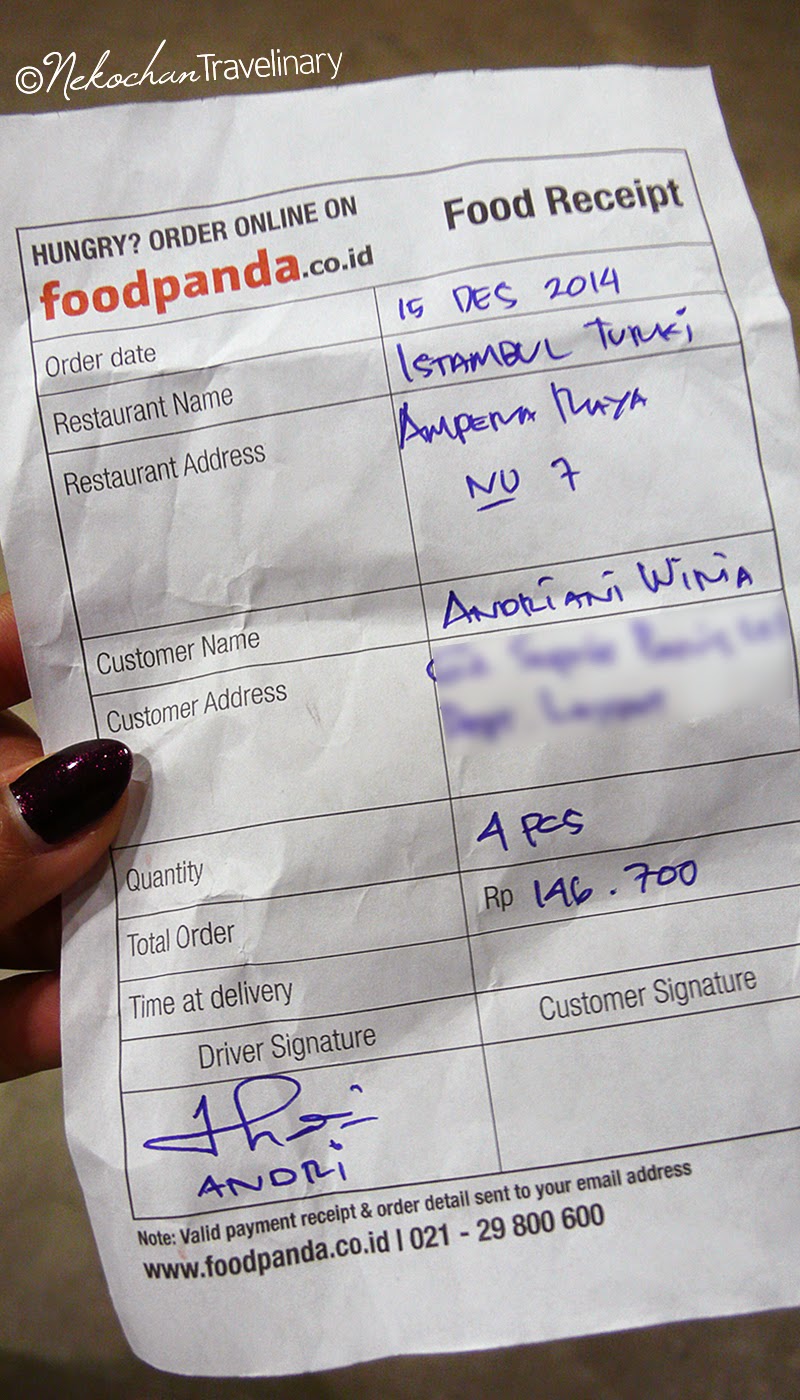 ©Nekochan Travelinary
HUNGRY? ORDER ONLINE ON
foodpanda.co.id
Food Receipt
Order date 15 DES 2014
Restaurant Name ISTAMBUL TURKi
Restaurant Address AMPERA RAYA
NO 7
Customer Name ANDRiANi WiRiA
Customer Address
Quantity 4 PCS
Total Order Rp 146.700
Time at delivery
Driver Signature Customer Signature
ANDRi
Note: Valid payment receipt & order detail sent to your email address
www.foodpanda.co.id | 021 - 29 800 600